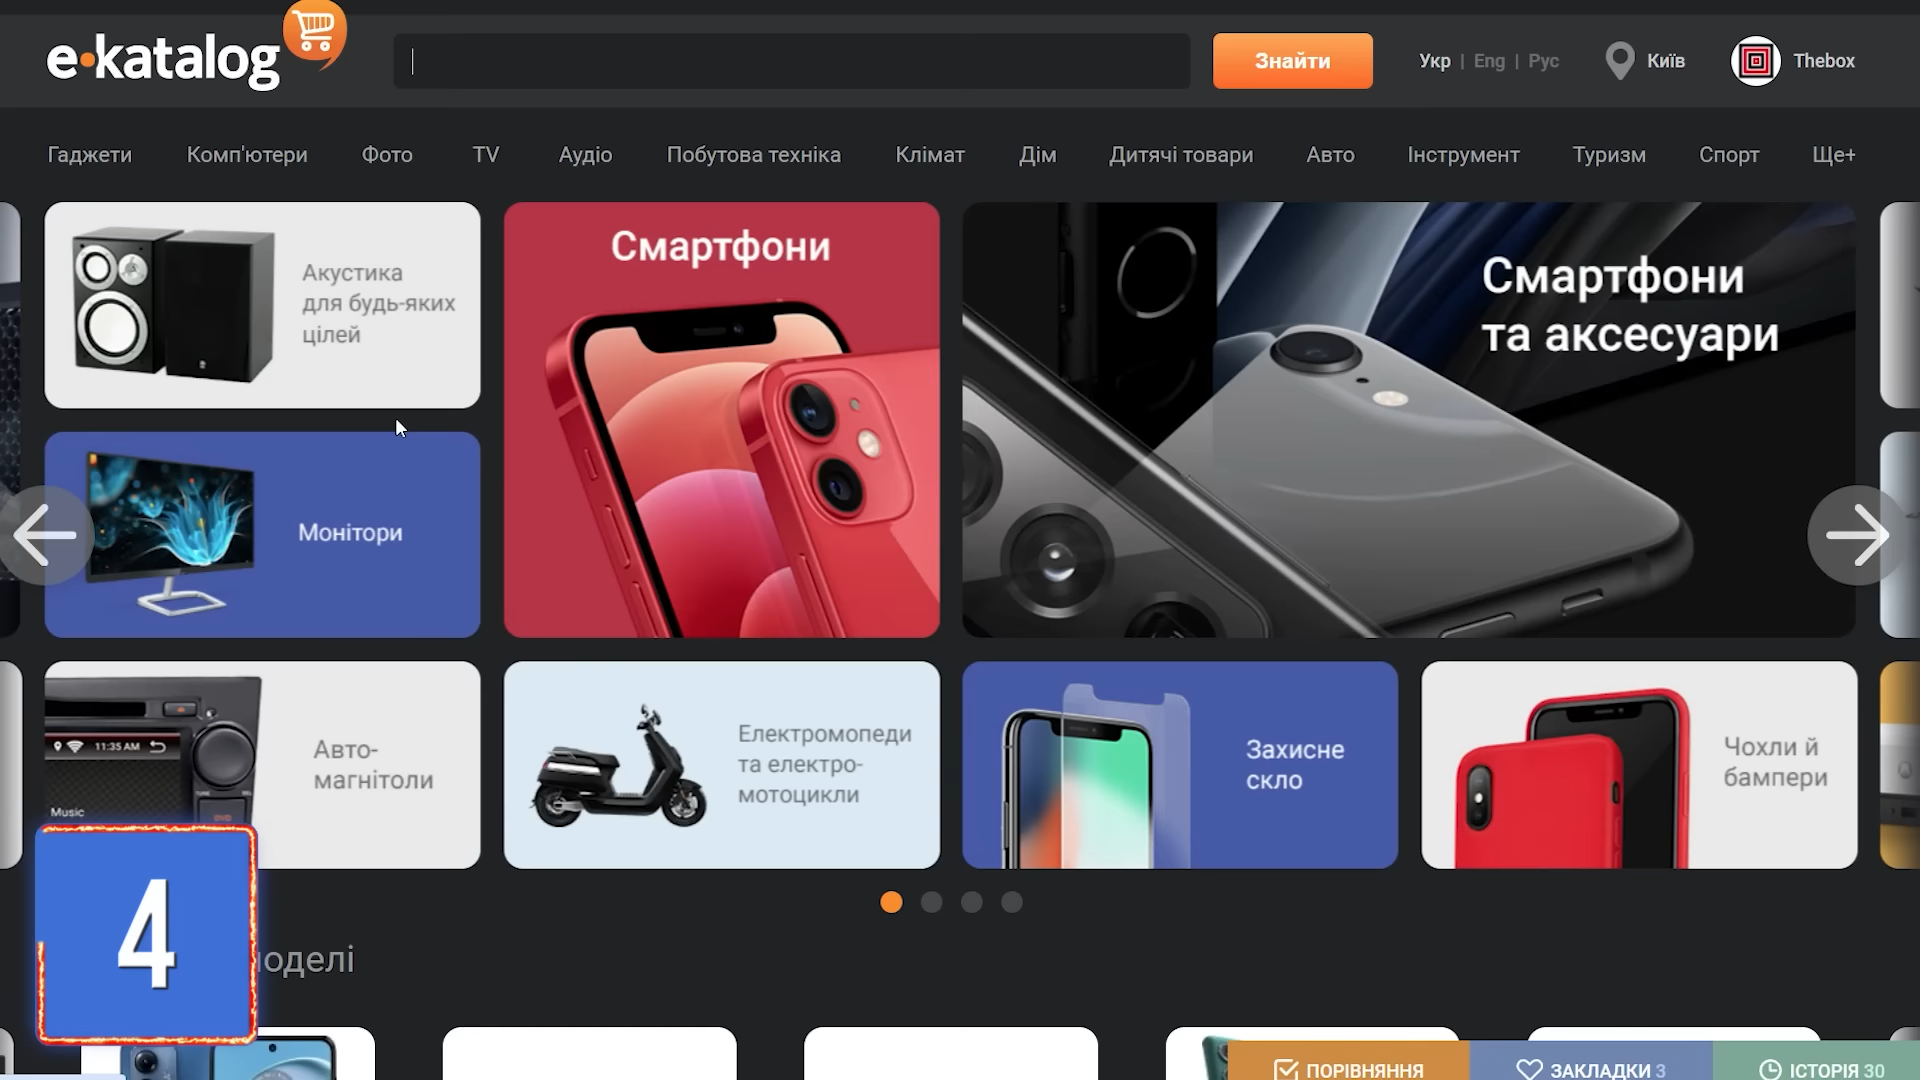 e·katalog
Знайти
Укр | Eng | Рус
Київ
Thebox
Гаджети
Комп'ютери
Фото
TV
Аудіо
Побутова техніка
Клімат
Дім
Дитячі товари
Авто
Інструмент
Туризм
Спорт
Ще+
Акустика
для будь-яких
цілей
Смартфони
Смартфони
та аксесуари
Монітори
11:35 AM
Music
DVD
Авто-
магнітоли
Електромопеди
та електро-
мотоцикли
Захисне
скло
Чохли й
бампери
4
оделі
ПОРІВНЯННЯ
ЗАКЛАДКИ 3
ІСТОРІЯ 30